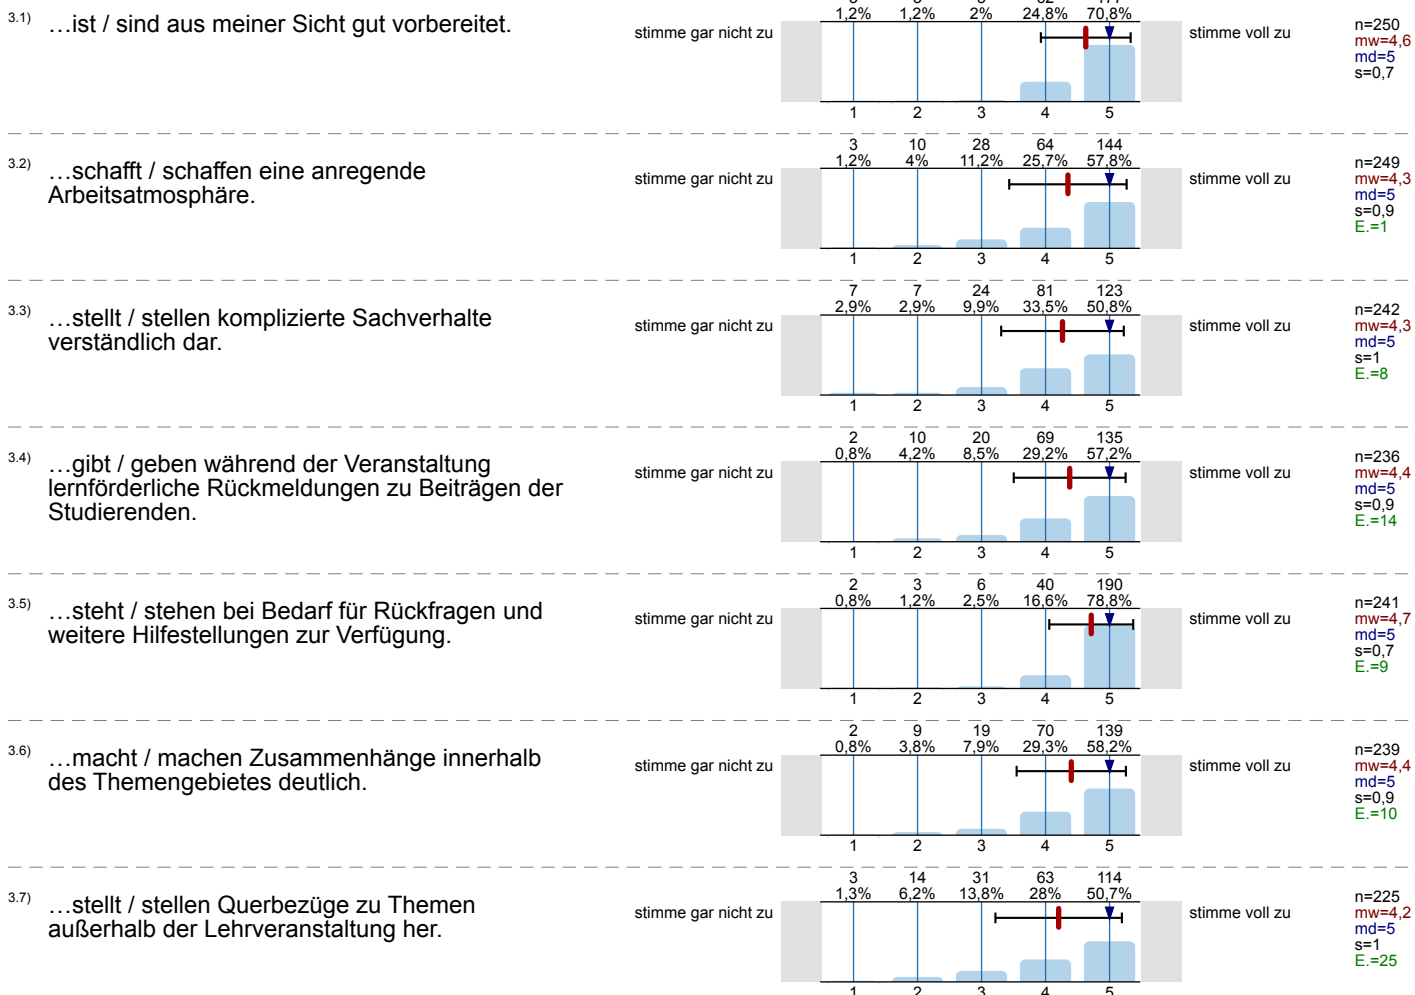 3.1) …ist / sind aus meiner Sicht gut vorbereitet.
stimme gar nicht zu
1,2% 1,2% 2% 24,8% 70,8%
1 2 3 4 5
stimme voll zu
n=250
mw=4,6
md=5
s=0,7
3.2) …schafft / schaffen eine anregende
Arbeitsatmosphäre.
stimme gar nicht zu
3 10 28 64 144
1,2% 4% 11,2% 25,7% 57,8%
1 2 3 4 5
stimme voll zu
n=249
mw=4,3
md=5
s=0,9
E.=1
3.3) …stellt / stellen komplizierte Sachverhalte
verständlich dar.
stimme gar nicht zu
7 7 24 81 123
2,9% 2,9% 9,9% 33,5% 50,8%
1 2 3 4 5
stimme voll zu
n=242
mw=4,3
md=5
s=1
E.=8
3.4) …gibt / geben während der Veranstaltung
lernförderliche Rückmeldungen zu Beiträgen der
Studierenden.
stimme gar nicht zu
2 10 20 69 135
0,8% 4,2% 8,5% 29,2% 57,2%
1 2 3 4 5
stimme voll zu
n=236
mw=4,4
md=5
s=0,9
E.=14
3.5) …steht / stehen bei Bedarf für Rückfragen und
weitere Hilfestellungen zur Verfügung.
stimme gar nicht zu
2 3 6 40 190
0,8% 1,2% 2,5% 16,6% 78,8%
1 2 3 4 5
stimme voll zu
n=241
mw=4,7
md=5
s=0,7
E.=9
3.6) …macht / machen Zusammenhänge innerhalb
des Themengebietes deutlich.
stimme gar nicht zu
2 9 19 70 139
0,8% 3,8% 7,9% 29,3% 58,2%
1 2 3 4 5
stimme voll zu
n=239
mw=4,4
md=5
s=0,9
E.=10
3.7) …stellt / stellen Querbezüge zu Themen
außerhalb der Lehrveranstaltung her.
stimme gar nicht zu
3 14 31 63 114
1,3% 6,2% 13,8% 28% 50,7%
1 2 3 4 5
stimme voll zu
n=225
mw=4,2
md=5
s=1
E.=25